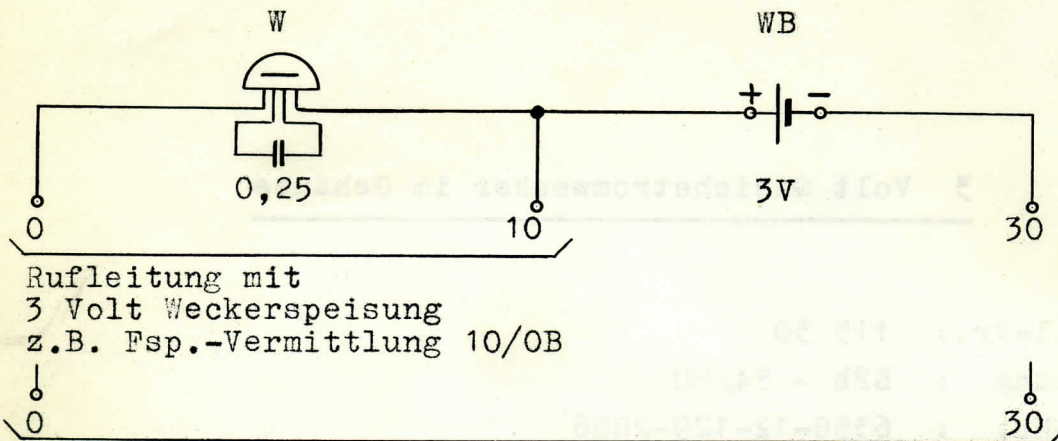 W WB
+ -
0,25 3V
0 10 30
Rufleitung mit
3 Volt Weckerspeisung
z.B. Fsp.-Vermittlung 10/OB
0 30